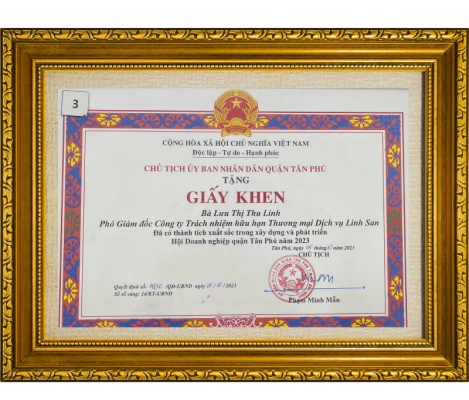 3
CỘNG HÒA XÃ HỘI CHỦ NGHĨA VIỆT NAM
Độc lập - Tự do - Hạnh phúc
CHỦ TỊCH ỦY BAN NHÂN DÂN QUẬN TÂN PHÚ
TẶNG
GIẤY KHEN
Bà Lưu Thị Thu Linh
Phó Giám đốc Công ty Trách nhiệm hữu hạn Thương mại Dịch vụ Linh San
Đã có thành tích xuất sắc trong xây dựng và phát triển
Hội Doanh nghiệp quận Tân Phú năm 2023
Tân Phú, ngày tháng năm 2023
CHỦ TỊCH
Quyết định số: /QĐ-UBND ngày /2023
Số sổ vàng: 14/KT-UBND
Phạm Minh Mẫn